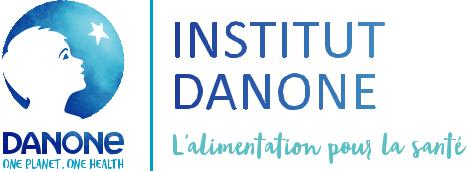 DANONE
ONE PLANET. ONE HEALTH
INSTITUT
DANONE
L'alimentation pour la santé